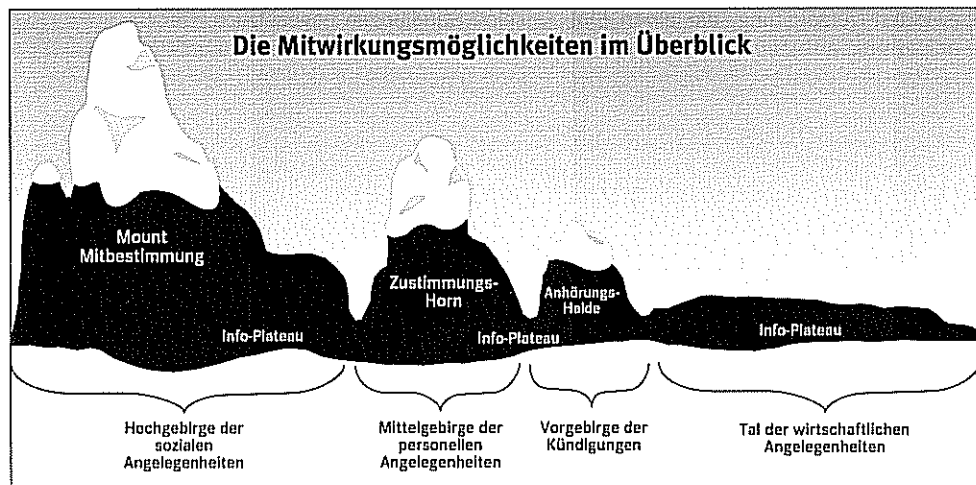 Die Mitwirkungsmöglichkeiten im Überblick
Mount
Mitbestimmung
Zustimmungs-
Horn
Anhörungs-
Halde
Info-Plateau
Info-Plateau
Info-Plateau
Hochgebirge der
sozialen
Angelegenheiten
Mittelgebirge der
personellen
Angelegenheiten
Vorgebirge der
Kündigungen
Tal der wirtschaftlichen
Angelegenheiten